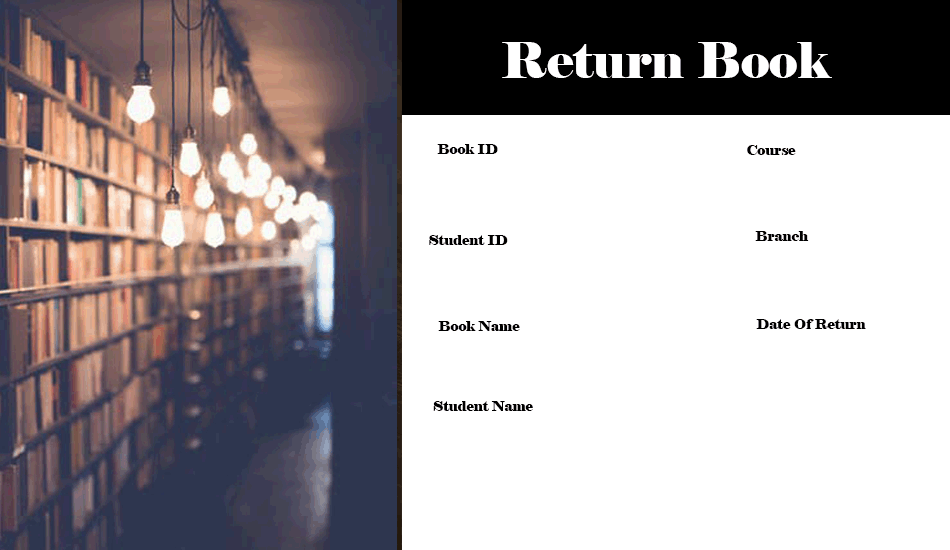 Return Book
Book ID
Course
Student ID
Branch
Book Name
Date Of Return
Student Name